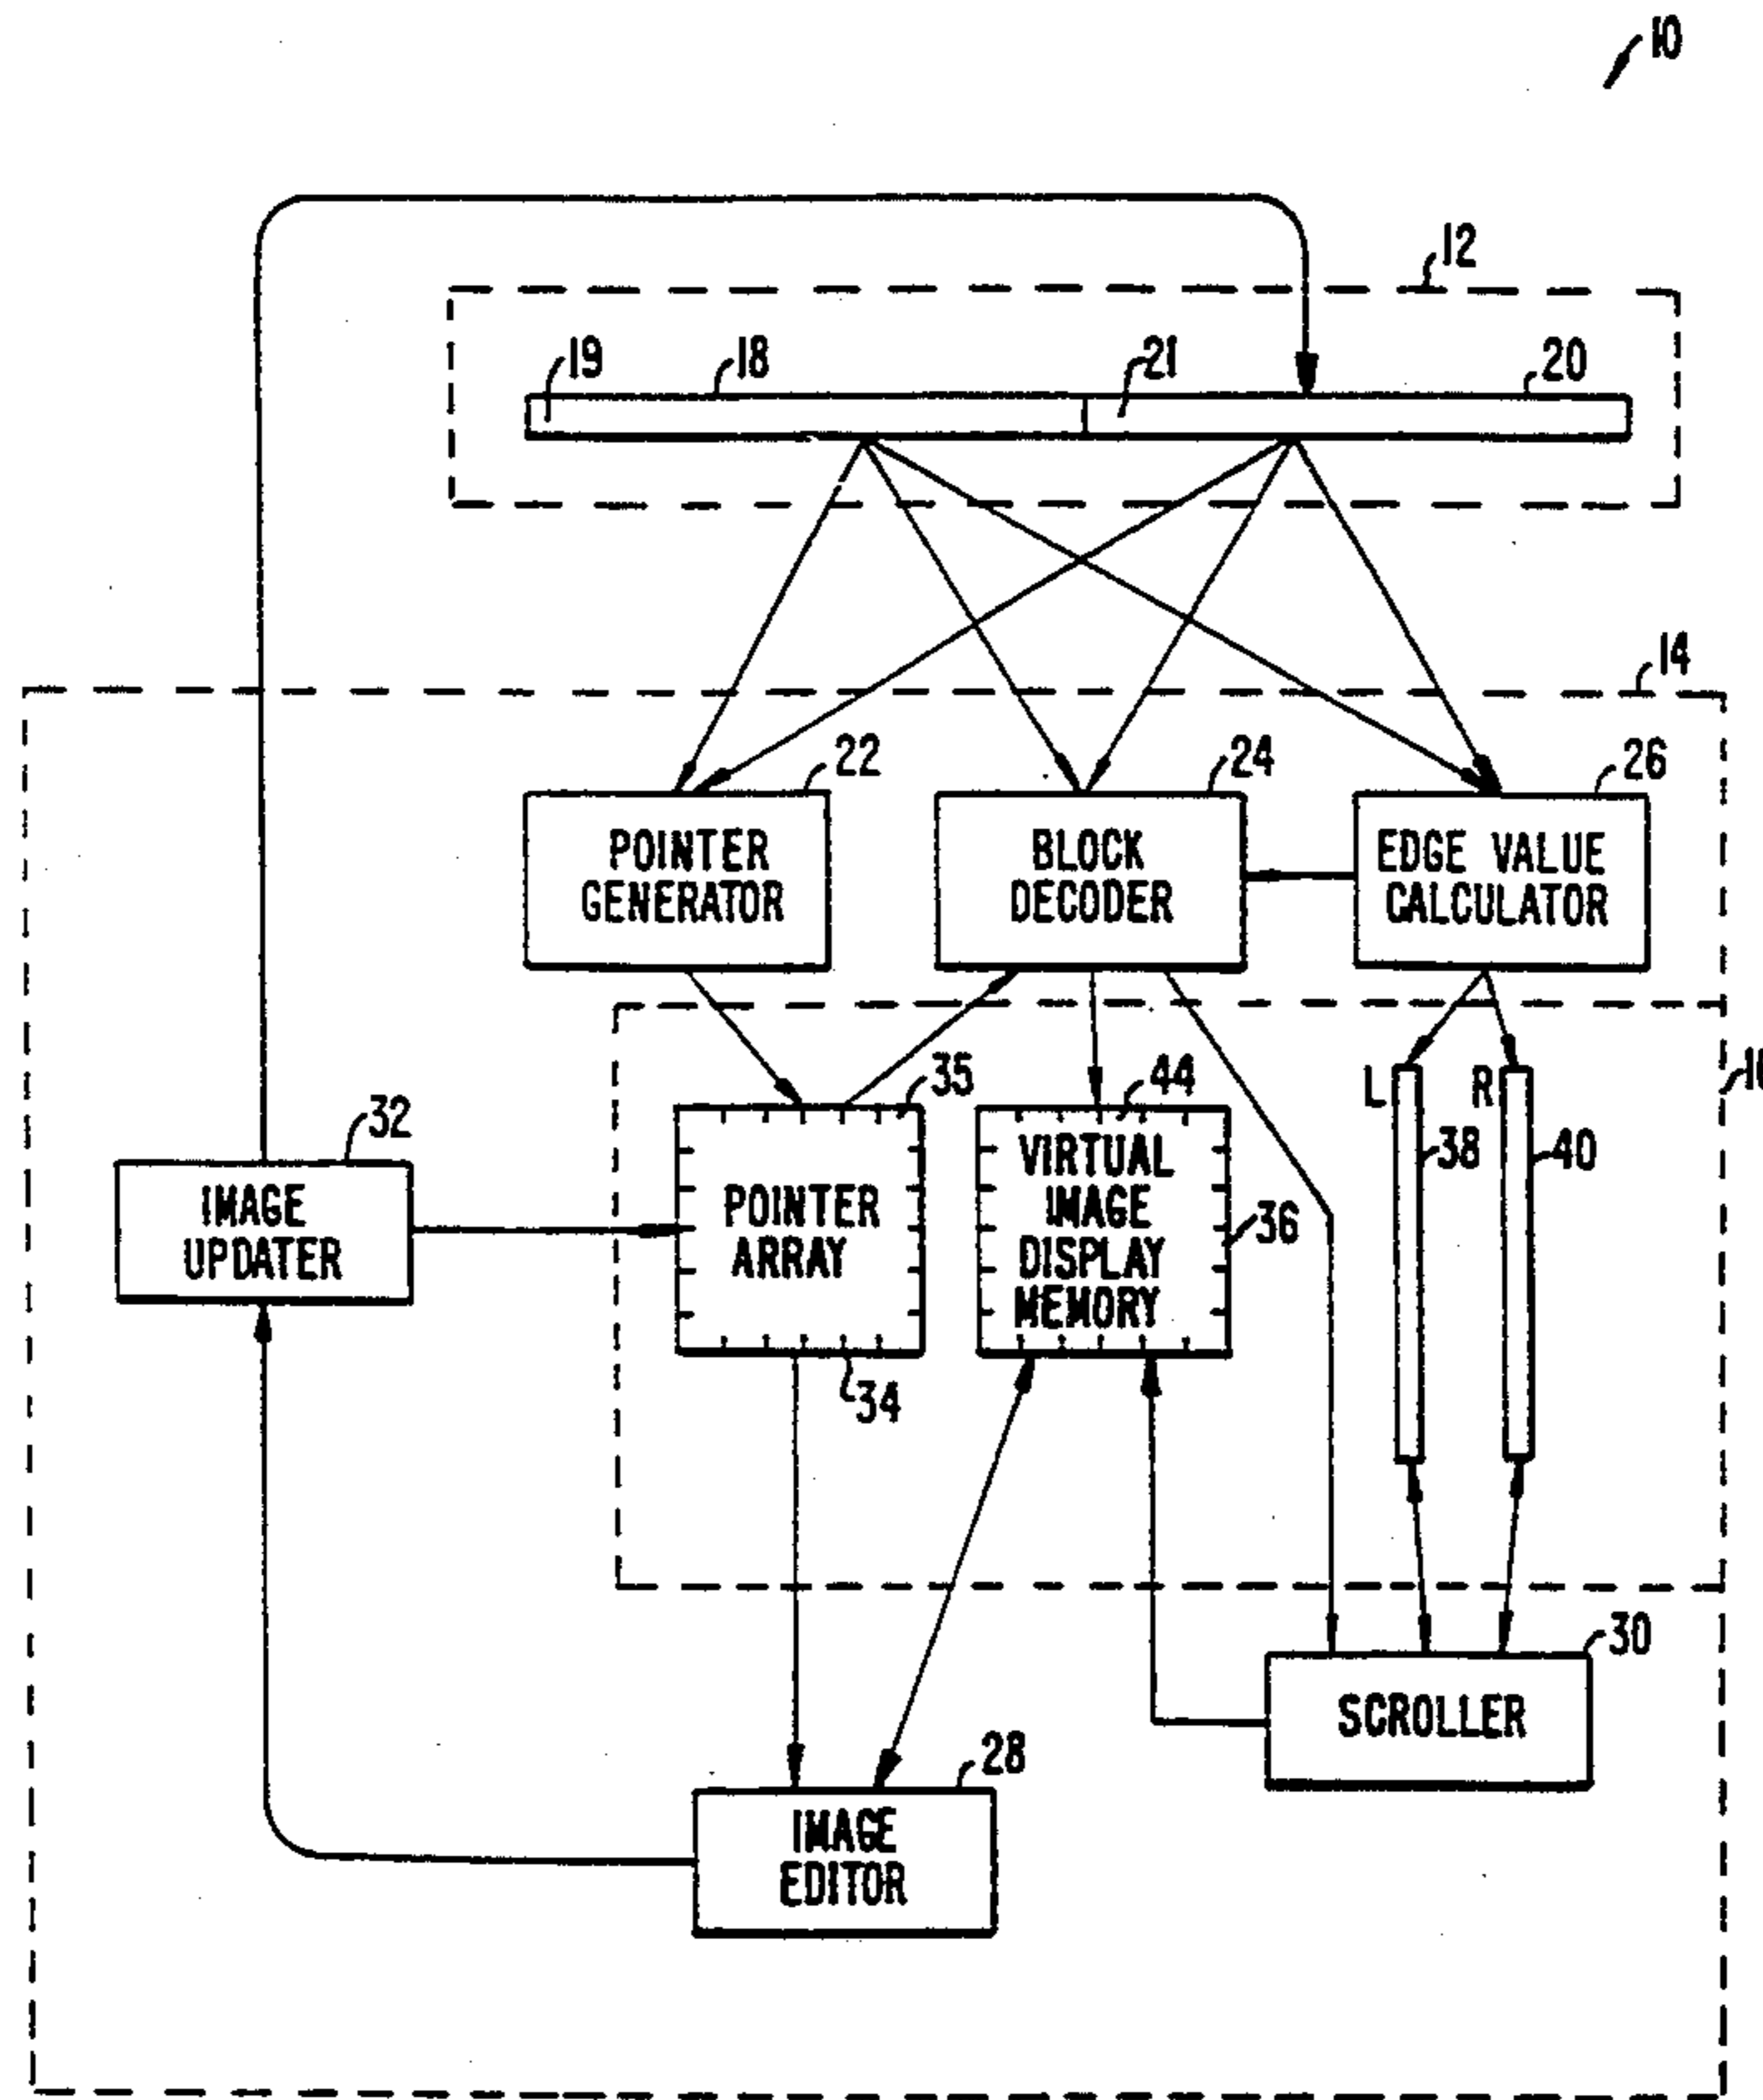 10
12
19
18
21
20
14
22
24
26
POINTER
GENERATOR
BLOCK
DECODER
EDGE VALUE
CALCULATOR
35
44
L
R
32
38
40
IMAGE
UPDATER
POINTER
ARRAY
VIRTUAL
IMAGE
DISPLAY
MEMORY
36
34
30
SCROLLER
28
IMAGE
EDITOR